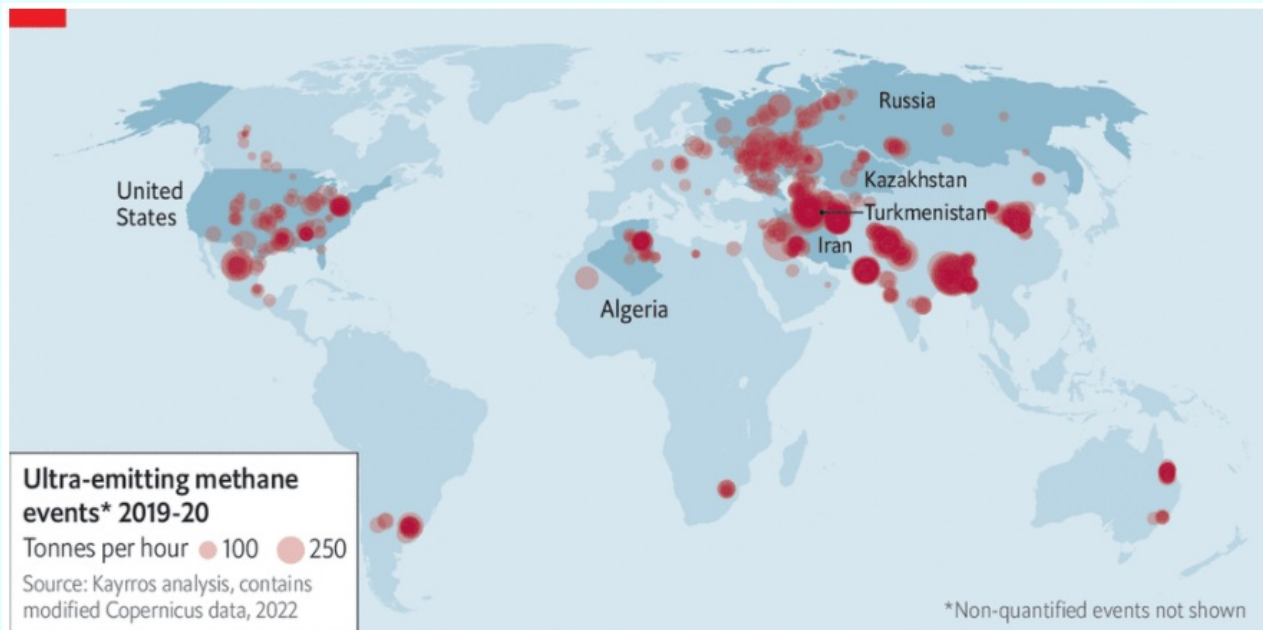 Russia
United
States
Kazakhstan
Turkmenistan
Iran
Algeria
Ultra-emitting methane
events* 2019-20
Tonnes per hour 100 250
Source: Kayrros analysis, contains
modified Copernicus data, 2022
*Non-quantified events not shown